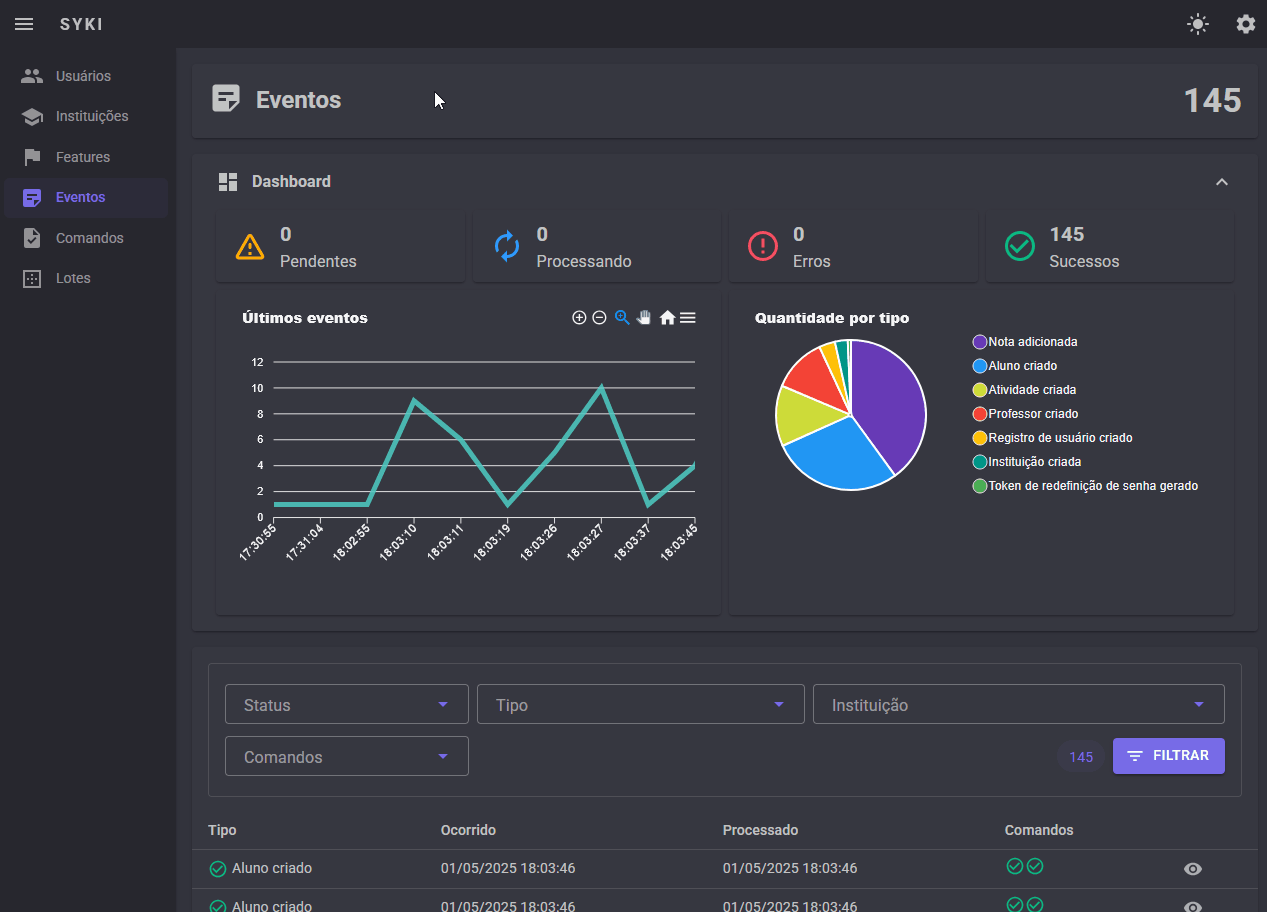 SYKI
Usuários
Instituições
Features
Eventos
Comandos
Lotes
Eventos
145
Dashboard
0
Pendentes
0
Processando
0
Erros
145
Sucessos
Últimos eventos
12
10
8
6
4
2
0
17:30:55
17:31:04
18:02:55
18:03:10
18:03:11
18:03:19
18:03:26
18:03:27
18:03:37
18:03:45
Quantidade por tipo
Nota adicionada
Aluno criado
Atividade criada
Professor criado
Registro de usuário criado
Instituição criada
Token de redefinição de senha gerado
Status
Tipo
Instituição
Comandos
145
FILTRAR
Tipo Ocorrido Processado Comandos
Aluno criado 01/05/2025 18:03:46 01/05/2025 18:03:46
Aluno criado 01/05/2025 18:03:46 01/05/2025 18:03:46